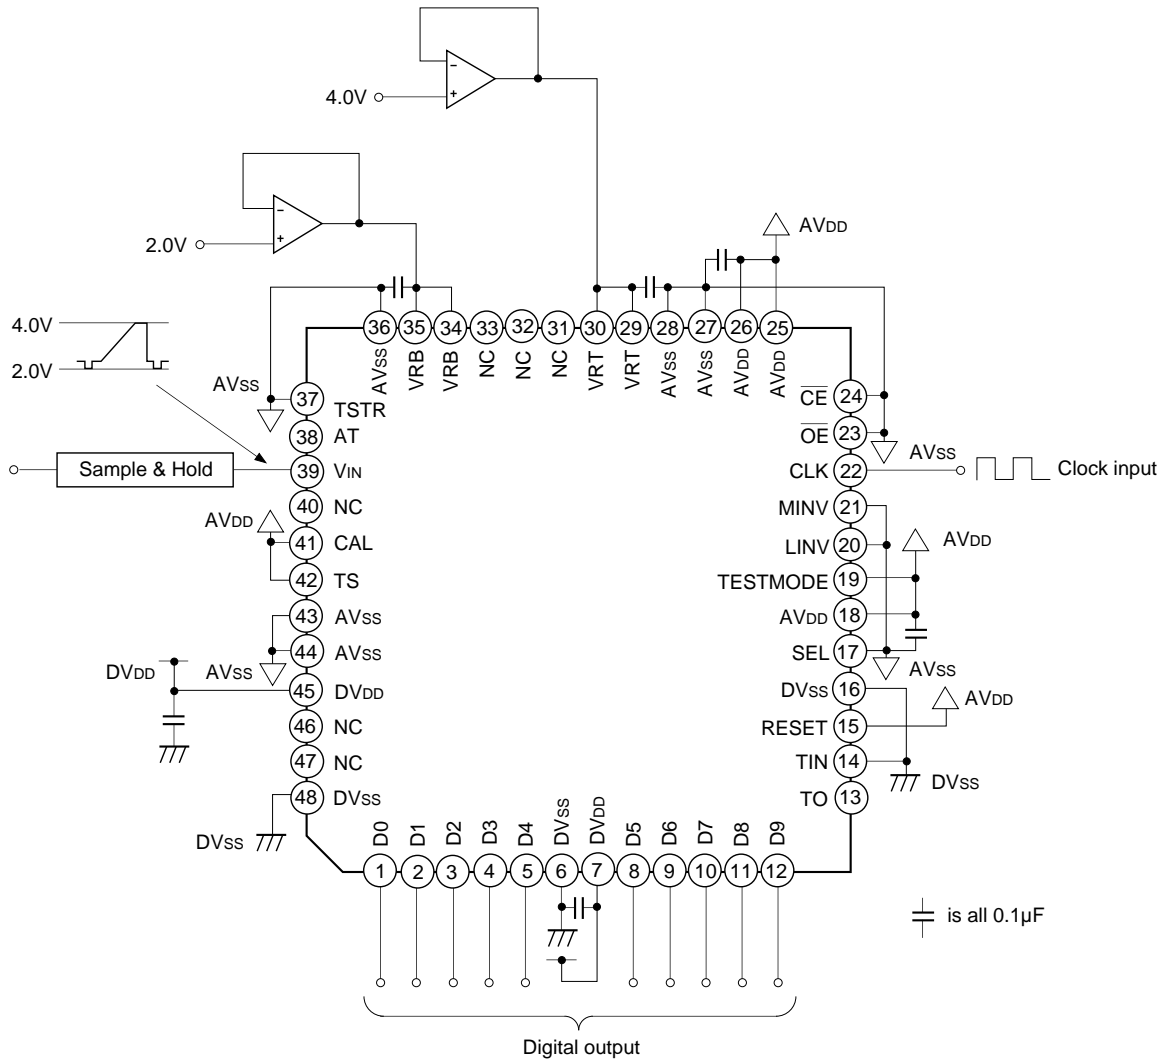 4.0V
2.0V
AVDD
4.0V
2.0V
36 35 34 33 32 31 30 29 28 27 26 25
AVSS VRB VRB NC NC NC VRT VRT AVSS AVSS AVDD AVDD
AVSS
37 TSTR
38 AT
Sample & Hold
39 VIN
40 NC
AVDD
41 CAL
42 TS
43 AVSS
44 AVSS
AVSS
DVDD
45 DVDD
46 NC
47 NC
48 DVSS
DVSS
CE 24
OE 23
AVSS
CLK 22
Clock input
MINV 21
LINV 20
AVDD
TESTMODE 19
AVDD 18
SEL 17
AVSS
DVSS 16
AVDD
RESET 15
TIN 14
DVSS
TO 13
D0 D1 D2 D3 D4 DVSS DVDD D5 D6 D7 D8 D9
1 2 3 4 5 6 7 8 9 10 11 12
is all 0.1µF
Digital output